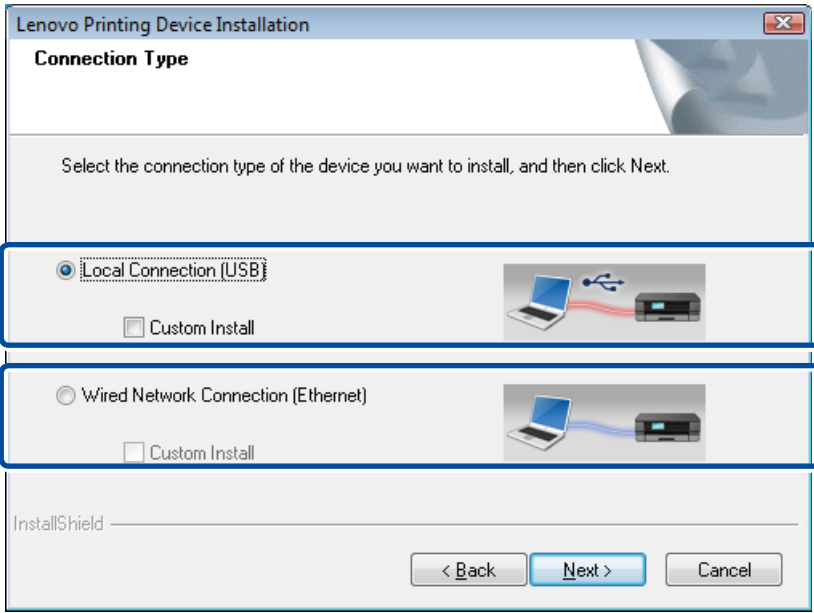 Lenovo Printing Device Installation
Connection Type
Select the connection type of the device you want to install, and then click Next.
Local Connection (USB)
Custom Install
Wired Network Connection (Ethernet)
Custom Install
InstallShield
< Back Next > Cancel